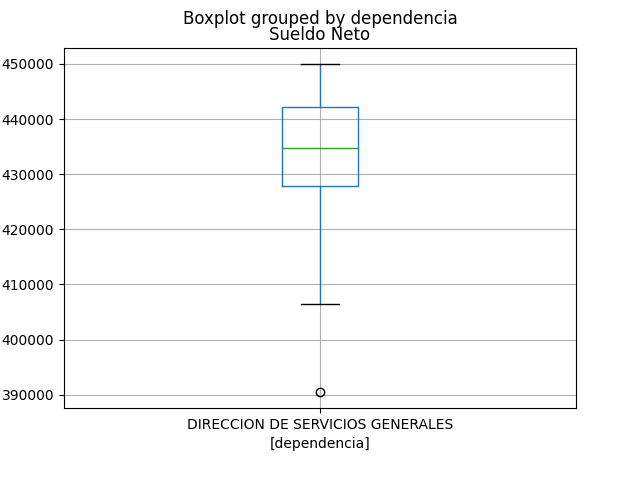 Boxplot grouped by dependencia
Sueldo Neto
450000
440000
430000
420000
410000
400000
390000
DIRECCION DE SERVICIOS GENERALES
[dependencia]